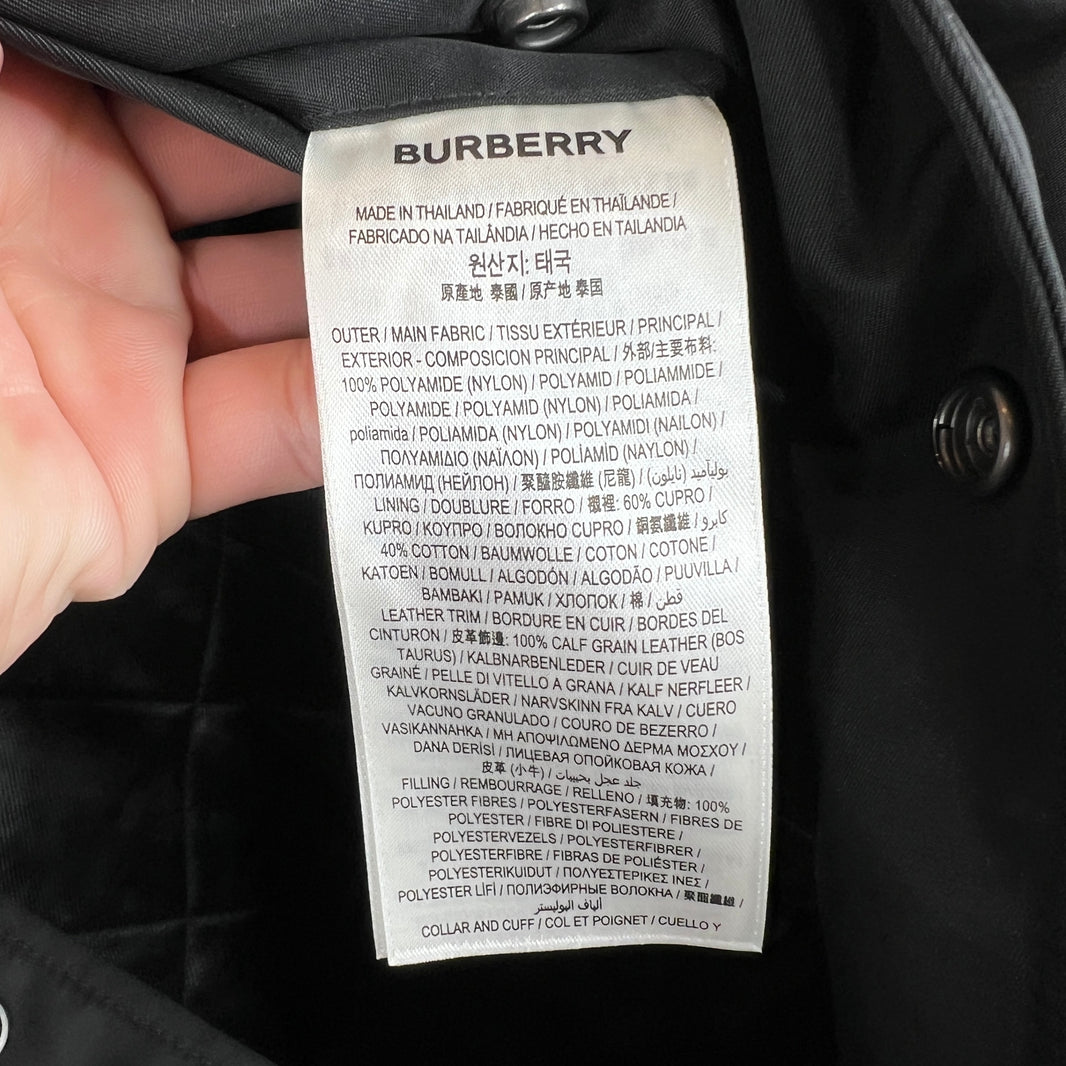 BURBERRY
MADE IN THAILAND / FABRIQUÉ EN THAÏLANDE /
FABRICADO NA TAILÂNDIA / HECHO EN TAILANDIA
원산지: 태국
原產地 泰國 / 原产地 泰国
OUTER / MAIN FABRIC / TISSU EXTÉRIEUR / PRINCIPAL /
EXTERIOR - COMPOSICION PRINCIPAL / 外部/主要布料:
100% POLYAMIDE (NYLON) / POLYAMID / POLIAMMIDE /
POLYAMIDE / POLYAMID (NYLON) / POLIAMIDA /
poliamida / POLIAMIDA (NYLON) / POLYAMIDI (NAILON) /
ΠΟΛΥΑΜΙΔΙΟ (ΝΑΪΛΟΝ) / POLİAMİD (NAYLON) /
ПОЛИАМИД (НЕЙЛОН) / 聚醯胺纖維 (尼龍) / بوليآميد (نايلون) /
LINING / DOUBLURE / FORRO / 襯裡: 60% CUPRO /
KUPRO / ΚΟΥΠΡΟ / ВОЛОКНО CUPRO / 銅氨纖維 / كابرو
40% COTTON / BAUMWOLLE / COTON / COTONE /
KATOEN / BOMULL / ALGODÓN / ALGODÃO / PUUVILLA /
BAMBAKI / PAMUK / ХЛОПОК / 棉 / قطن
LEATHER TRIM / BORDURE EN CUIR / BORDES DEL
CINTURON / 皮革飾邊: 100% CALF GRAIN LEATHER (BOS
TAURUS) / KALBNARBENLEDER / CUIR DE VEAU
GRAINÉ / PELLE DI VITELLO A GRANA / KALF NERFLEER /
KALVKORNSLÄDER / NARVSKINN FRA KALV / CUERO
VACUNO GRANULADO / COURO DE BEZERRO /
VASIKANNAHKA / ΜΗ ΑΠΟΨΙΛΩΜΕΝΟ ΔΕΡΜΑ ΜΟΣΧΟΥ /
DANA DERİSİ / ЛИЦЕВАЯ ОПОЙКОВАЯ КОЖА /
皮革 (小牛) / جلد عجل بحبيبات
FILLING / REMBOURRAGE / RELLENO / 填充物: 100%
POLYESTER FIBRES / POLYESTERFASERN / FIBRES DE
POLYESTER / FIBRE DI POLIESTERE /
POLYESTERVEZELS / POLYESTERFIBRER /
POLYESTERFIBRE / FIBRAS DE POLIÉSTER /
POLYESTERIKUIDUT / ΠΟΛΥΕΣΤΕΡΙΚΕΣ ΙΝΕΣ /
POLYESTER LİFİ / ПОЛИЭФИРНЫЕ ВОЛОКНА / 聚酯纖維 /
ألياف البوليستر
COLLAR AND CUFF / COL ET POIGNET / CUELLO Y